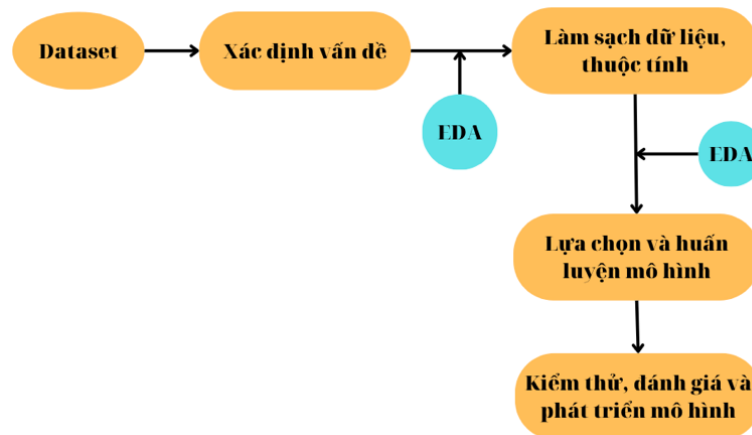 Dataset
Xác định vấn đề
EDA
Làm sạch dữ liệu,
thuộc tính
EDA
Lựa chọn và huấn
luyện mô hình
Kiểm thử, đánh giá và
phát triển mô hình